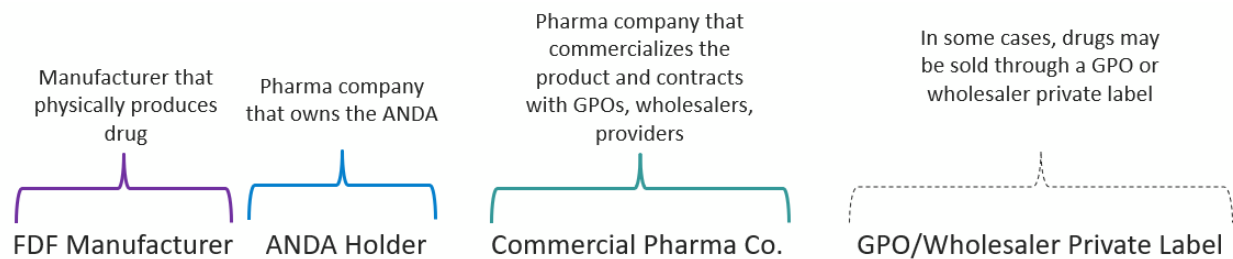 Manufacturer that
physically produces
drug
FDF Manufacturer
Pharma company
that owns the ANDA
ANDA Holder
Pharma company that
commercializes the
product and contracts
with GPOs, wholesalers,
providers
Commercial Pharma Co.
In some cases, drugs may
be sold through a GPO or
wholesaler private label
GPO/Wholesaler Private Label